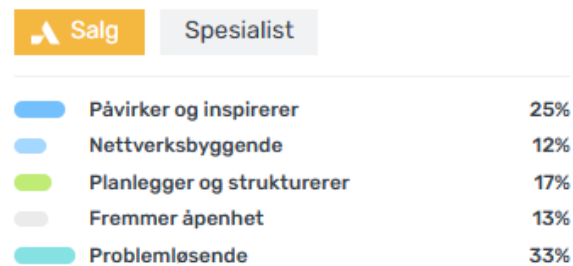 Salg Spesialist
Påvirker og inspirerer 25%
Nettverksbyggende 12%
Planlegger og strukturerer 17%
Fremmer åpenhet 13%
Problemløsende 33%